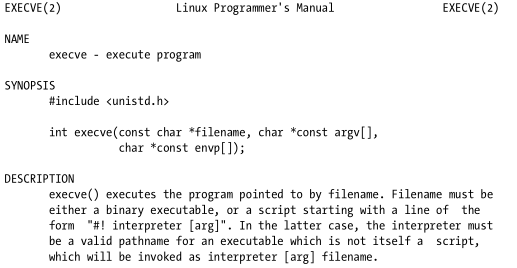 EXECVE(2) Linux Programmer's Manual EXECVE(2)
NAME
execve - execute program
SYNOPSIS
#include <unistd.h>
int execve(const char *filename, char *const argv[],
char *const envp[]);
DESCRIPTION
execve() executes the program pointed to by filename. Filename must be
either a binary executable, or a script starting with a line of the
form "#! interpreter [arg]". In the latter case, the interpreter must
be a valid pathname for an executable which is not itself a script,
which will be invoked as interpreter [arg] filename.